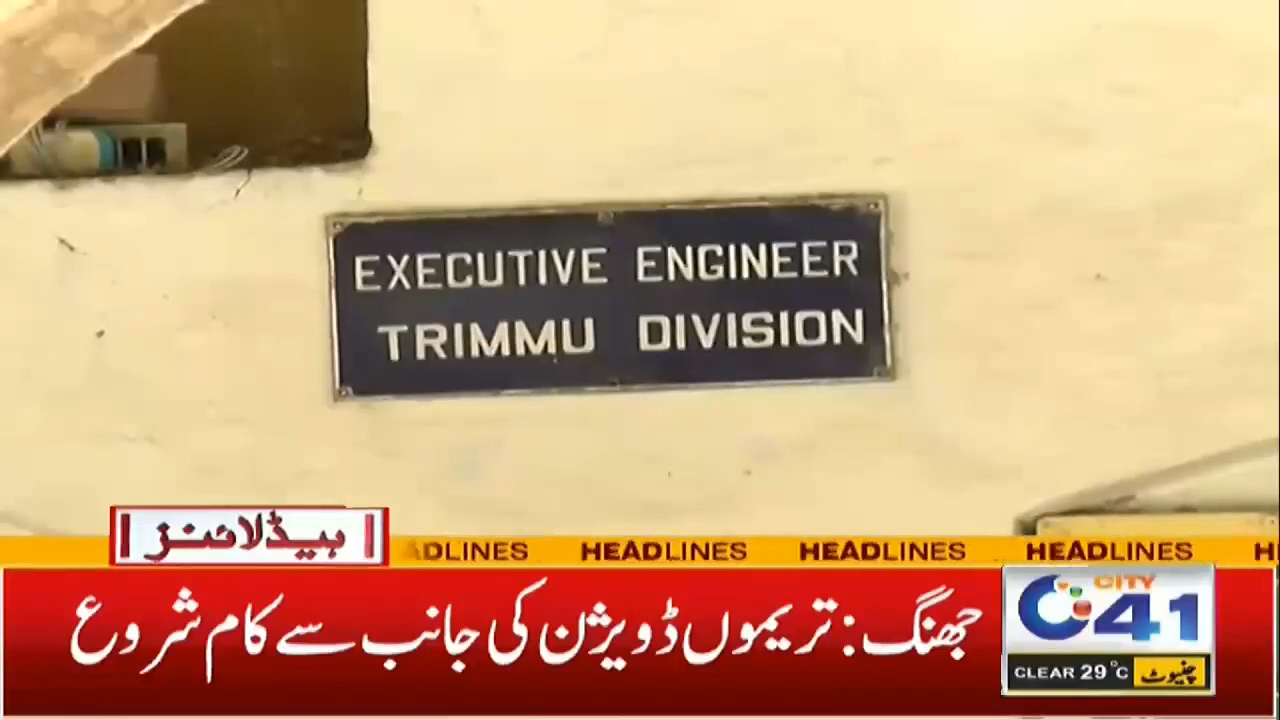 EXECUTIVE ENGINEER
TRIMMU DIVISION
ہیڈلائنز
ADLINES HEADLINES HEADLINES HEADLINES H
جھنگ: تریموں ڈویژن کی جانب سے کام شروع
CITY
41
CLEAR 29°C چنیوٹ